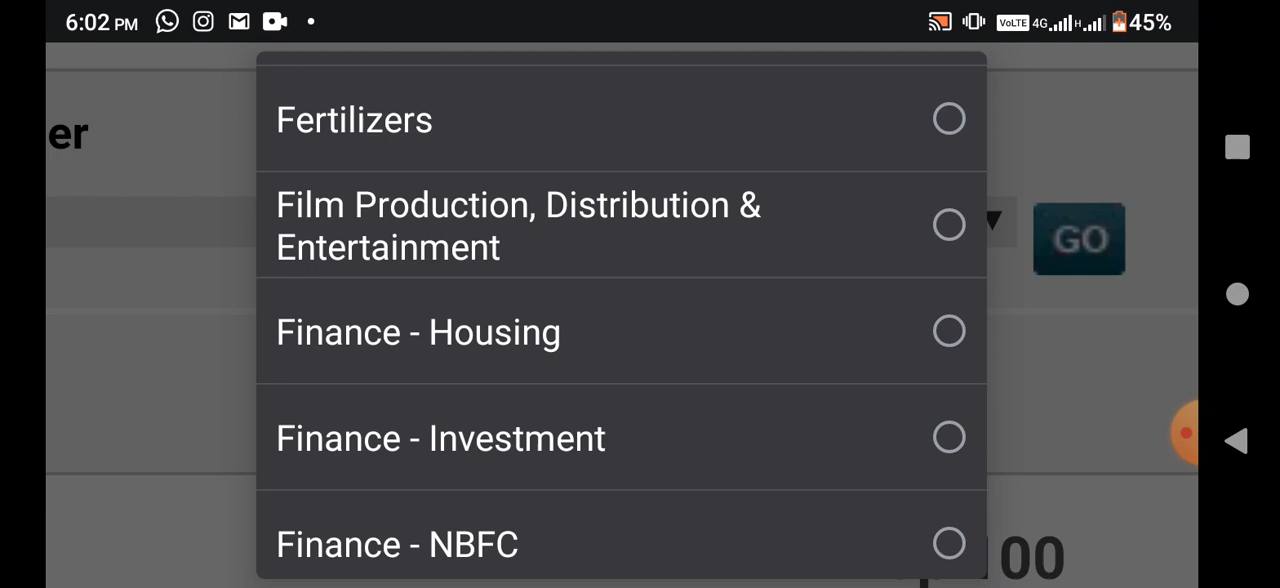 6:02 PM VoLTE 4G H 45%
er
Fertilizers
Film Production, Distribution &
Entertainment
GO
Finance - Housing
Finance - Investment
Finance - NBFC
00